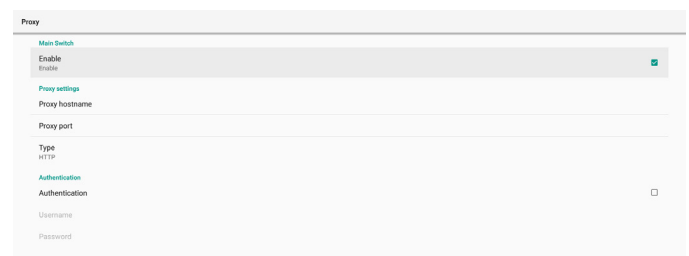 Proxy
Main Switch
Enable
Enable
Proxy settings
Proxy hostname
Proxy port
Type
HTTP
Authentication
Authentication
Username
Password